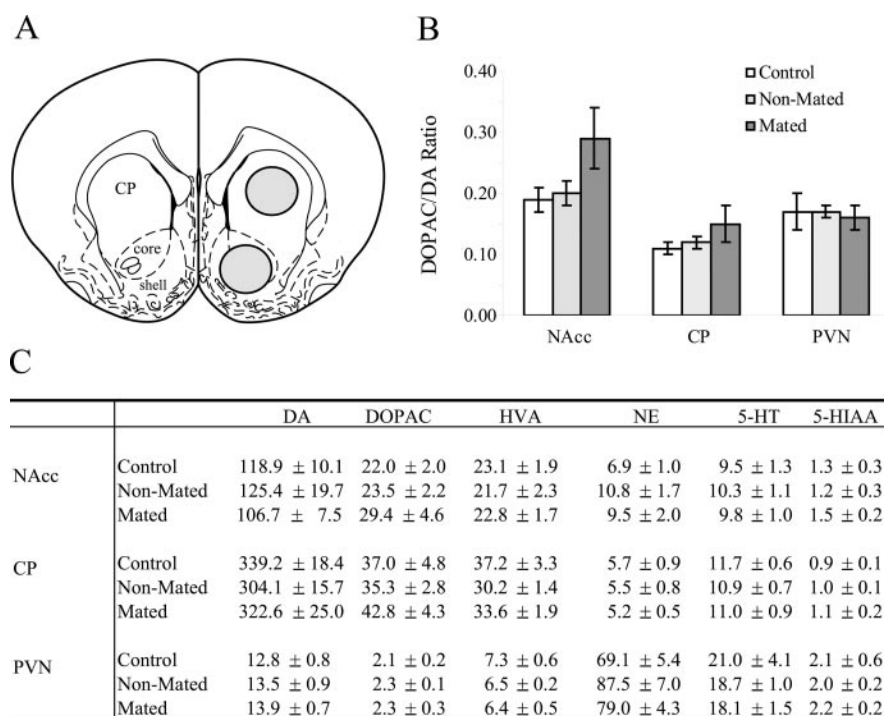 A
CP
core
shell
B
DOPAC/DA Ratio
0.40
0.30
0.20
0.10
0.00
Control
Non-Mated
Mated
NAcc CP PVN
C
DA DOPAC HVA NE 5-HT 5-HIAA
NAcc
Control 118.9 ± 10.1 22.0 ± 2.0 23.1 ± 1.9 6.9 ± 1.0 9.5 ± 1.3 1.3 ± 0.3
Non-Mated 125.4 ± 19.7 23.5 ± 2.2 21.7 ± 2.3 10.8 ± 1.7 10.3 ± 1.1 1.2 ± 0.3
Mated 106.7 ± 7.5 29.4 ± 4.6 22.8 ± 1.7 9.5 ± 2.0 9.8 ± 1.0 1.5 ± 0.2
CP
Control 339.2 ± 18.4 37.0 ± 4.8 37.2 ± 3.3 5.7 ± 0.9 11.7 ± 0.6 0.9 ± 0.1
Non-Mated 304.1 ± 15.7 35.3 ± 2.8 30.2 ± 1.4 5.5 ± 0.8 10.9 ± 0.7 1.0 ± 0.1
Mated 322.6 ± 25.0 42.8 ± 4.3 33.6 ± 1.9 5.2 ± 0.5 11.0 ± 0.9 1.1 ± 0.2
PVN
Control 12.8 ± 0.8 2.1 ± 0.2 7.3 ± 0.6 69.1 ± 5.4 21.0 ± 4.1 2.1 ± 0.6
Non-Mated 13.5 ± 0.9 2.3 ± 0.1 6.5 ± 0.2 87.5 ± 7.0 18.7 ± 1.0 2.0 ± 0.2
Mated 13.9 ± 0.7 2.3 ± 0.3 6.4 ± 0.5 79.0 ± 4.3 18.1 ± 1.5 2.2 ± 0.2